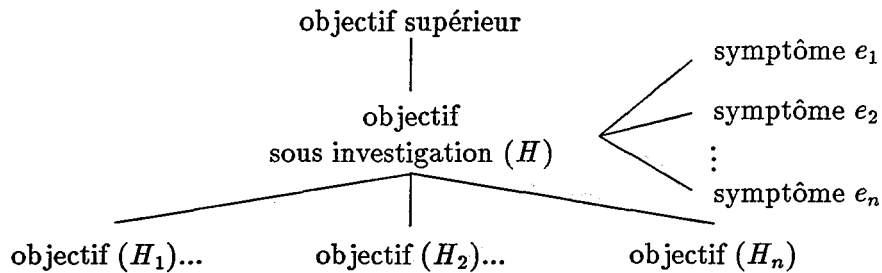 objectif supérieur
symptôme e₁
objectif
symptôme e₂
sous investigation (H)
⋮
symptôme eₙ
objectif (H₁)... objectif (H₂)... objectif (Hₙ)